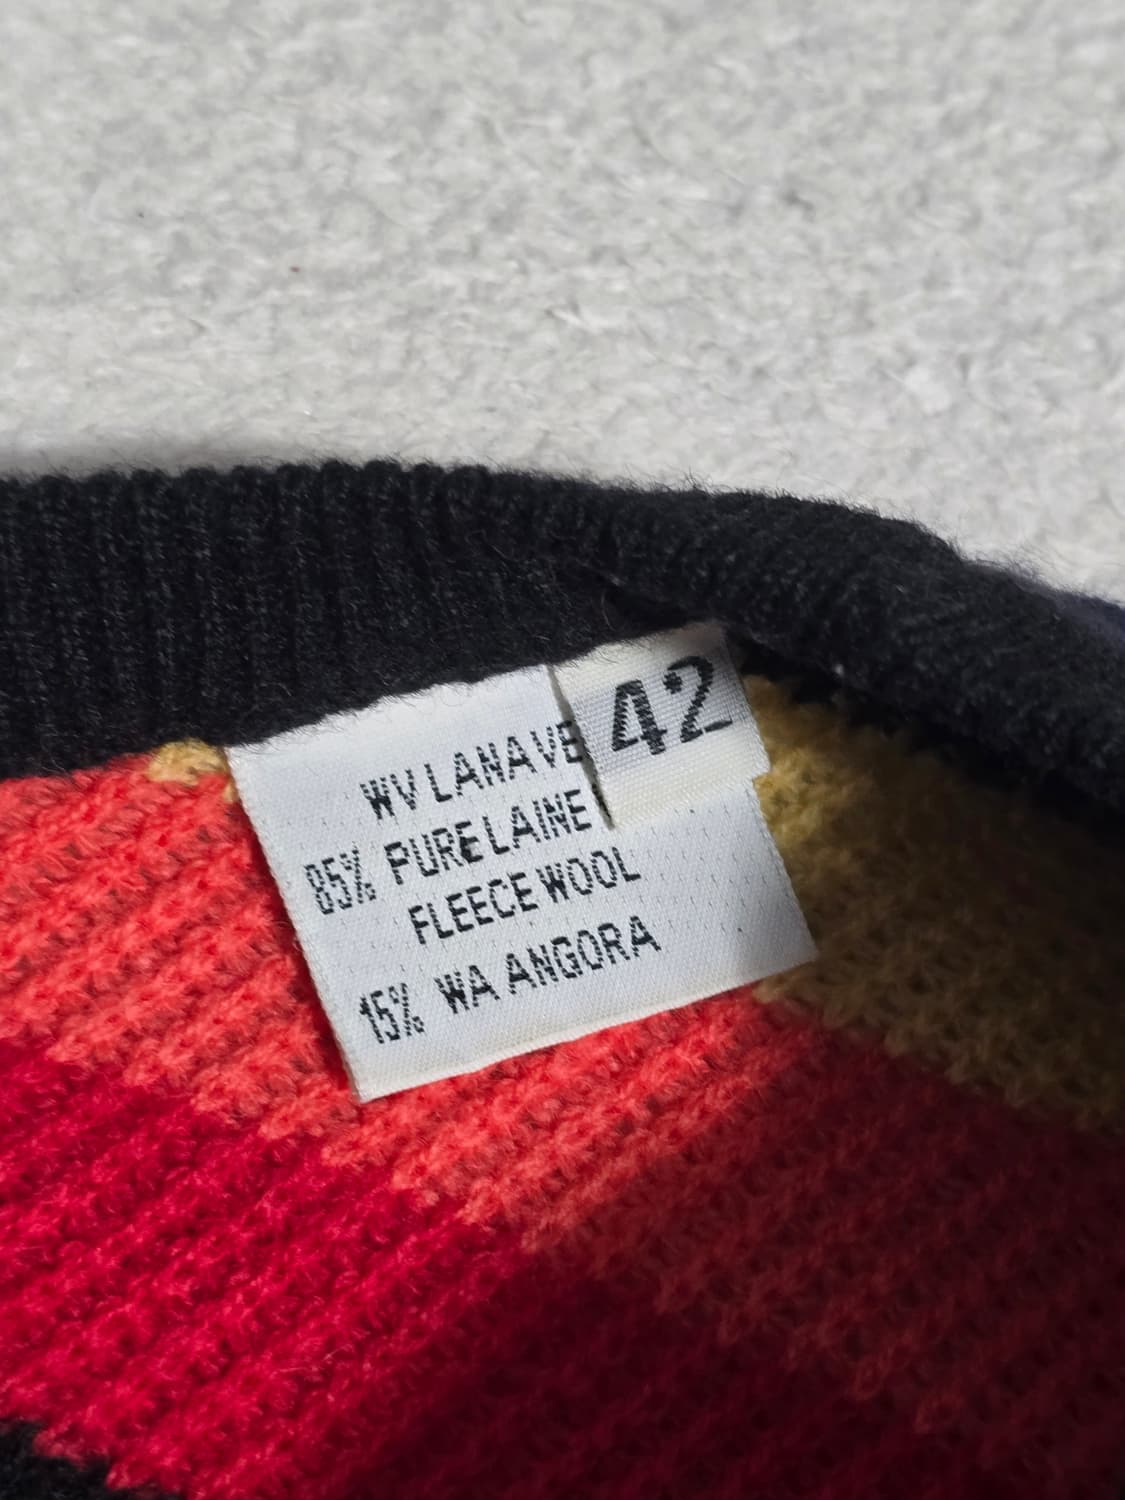 42
WV LANA VE
85% PURE LAINE
FLEECE WOOL
15% WA ANGORA